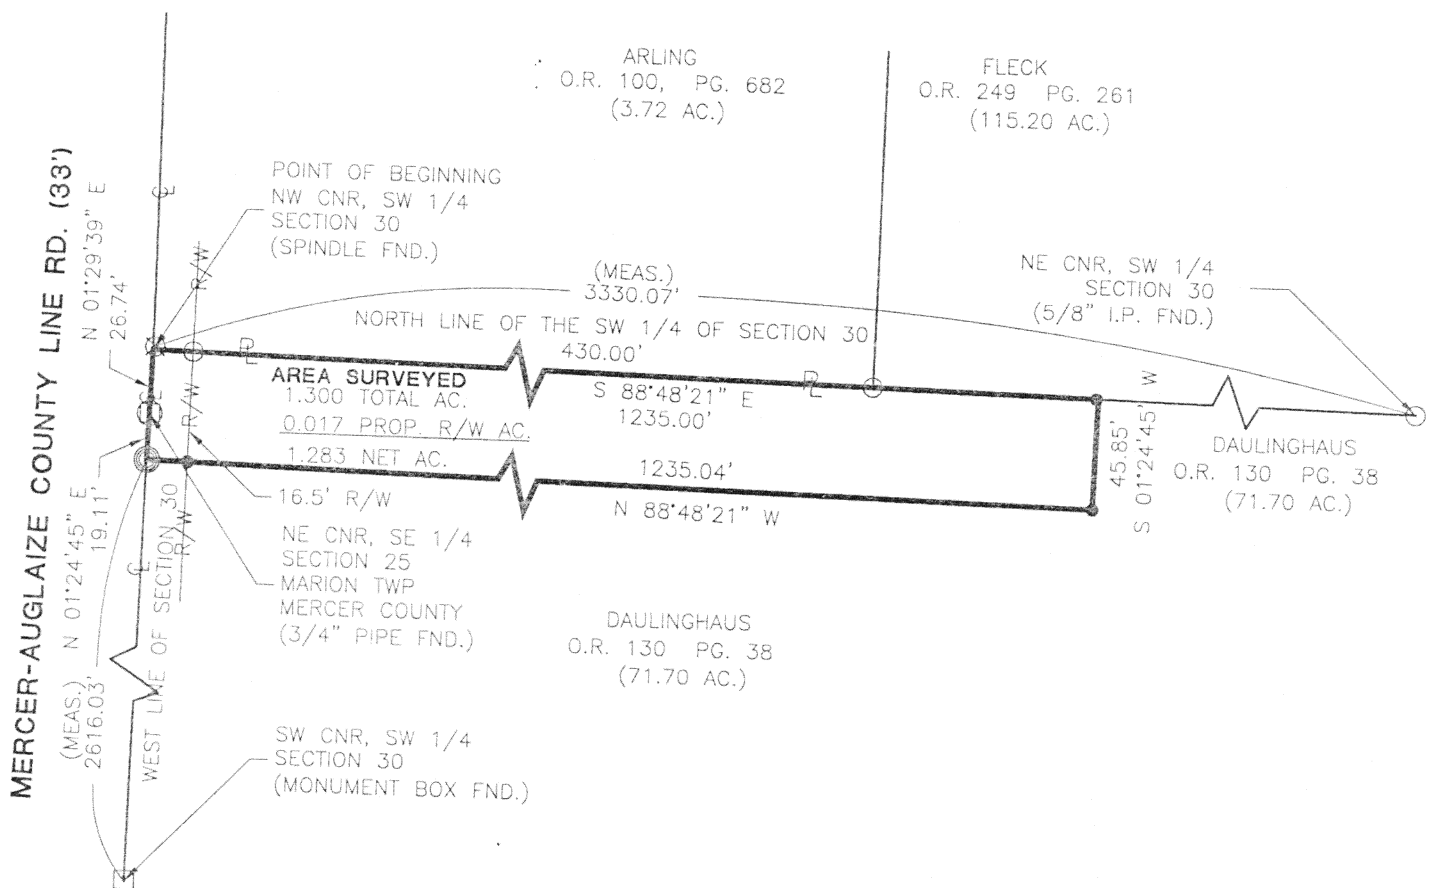 ARLING
O.R. 100, PG. 682
(3.72 AC.)
FLECK
O.R. 249 PG. 261
(115.20 AC.)
MERCER-AUGLAIZE COUNTY LINE RD. (33')
N 01°29'39" E
26.74'
POINT OF BEGINNING
NW CNR, SW 1/4
SECTION 30
(SPINDLE FND.)
R/W
(MEAS.)
3330.07'
NORTH LINE OF THE SW 1/4 OF SECTION 30
430.00'
NE CNR, SW 1/4
SECTION 30
(5/8" I.P. FND.)
AREA SURVEYED
1.300 TOTAL AC.
0.017 PROP. R/W AC.
1.283 NET AC.
S 88°48'21" E
1235.00'
R/W
1235.04'
N 88°48'21" W
45.85'
S 01°24'45" W
DAULINGHAUS
O.R. 130 PG. 38
(71.70 AC.)
N 01°24'45" E
19.11'
16.5' R/W
R/W
NE CNR, SE 1/4
SECTION 25
MARION TWP
MERCER COUNTY
(3/4" PIPE FND.)
DAULINGHAUS
O.R. 130 PG. 38
(71.70 AC.)
(MEAS.)
2616.03'
WEST LINE OF SECTION 30
SW CNR, SW 1/4
SECTION 30
(MONUMENT BOX FND.)